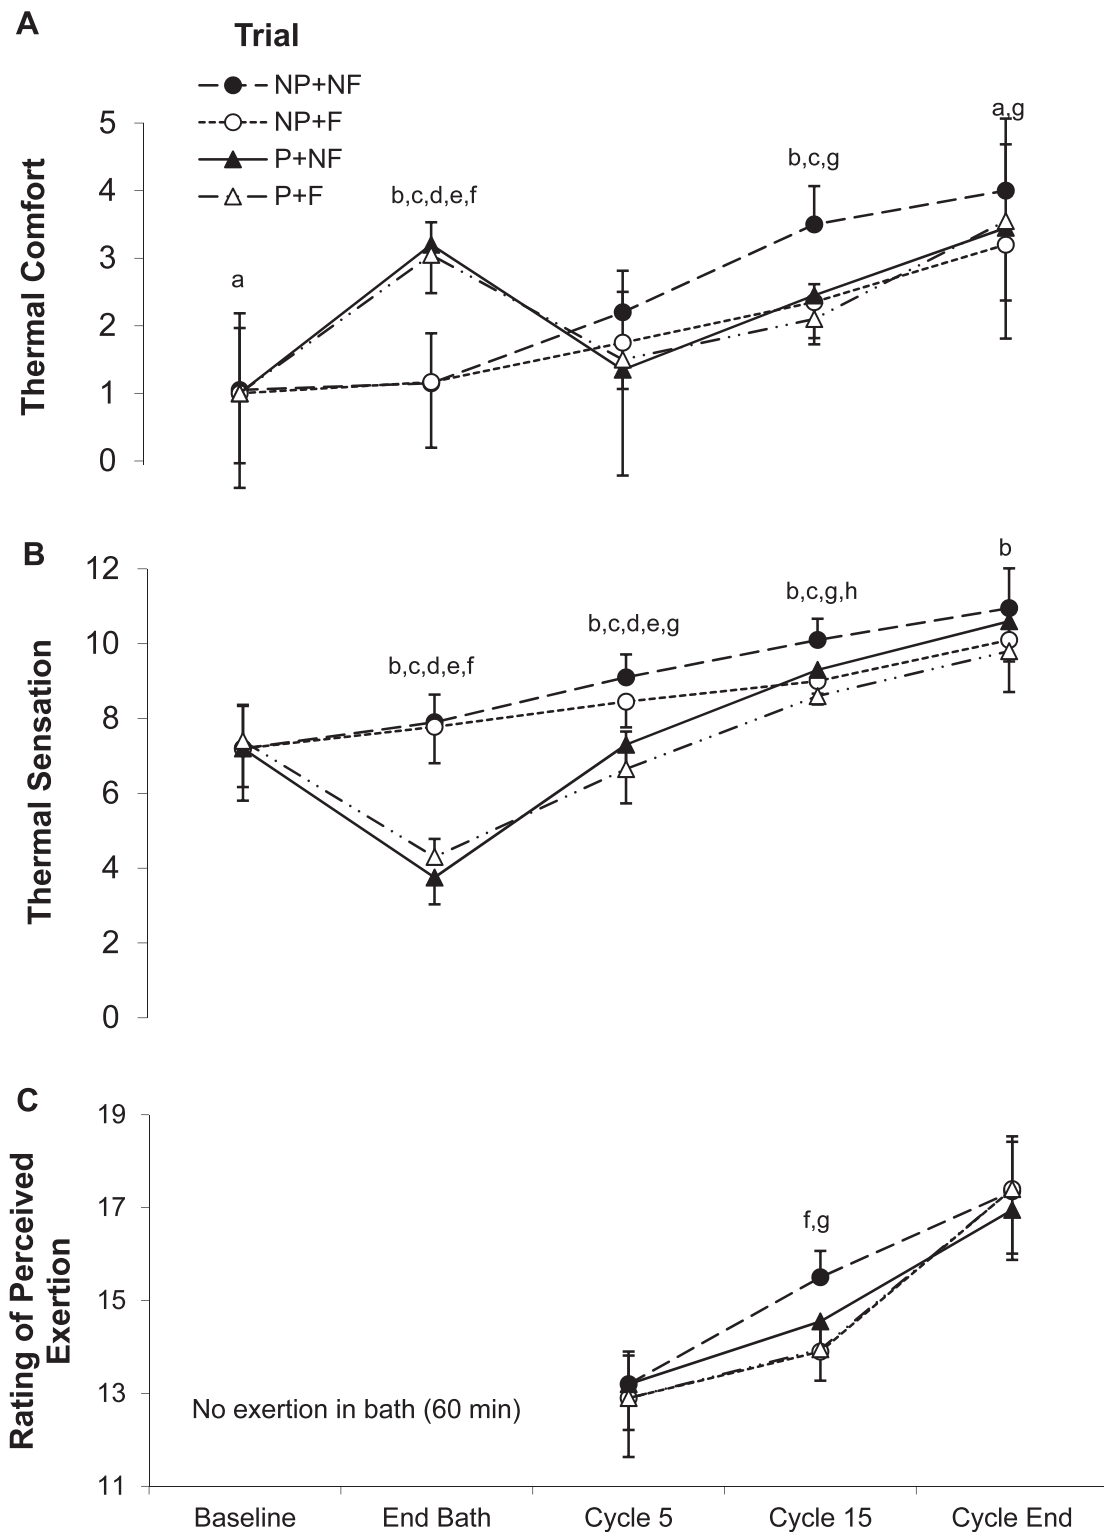 A
Trial
NP+NF
NP+F
P+NF
P+F
Thermal Comfort
5
4
3
2
1
0
a
b,c,d,e,f
b,c,g
a,g
B
Thermal Sensation
12
10
8
6
4
2
0
b,c,d,e,f
b,c,d,e,g
b,c,g,h
b
C
Rating of Perceived
Exertion
19
17
15
13
11
f,g
No exertion in bath (60 min)
Baseline
End Bath
Cycle 5
Cycle 15
Cycle End